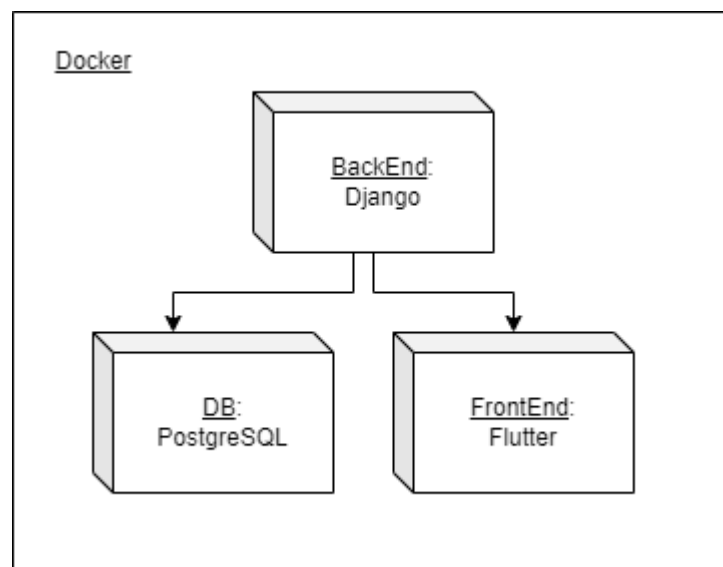 Docker
BackEnd:
Django
DB:
PostgreSQL
FrontEnd:
Flutter